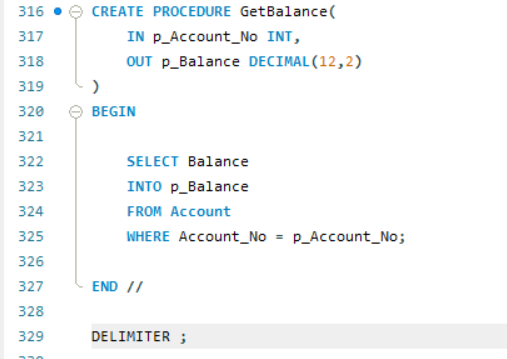 316 CREATE PROCEDURE GetBalance(
317 IN p_Account_No INT,
318 OUT p_Balance DECIMAL(12,2)
319 )
320 BEGIN
321
322 SELECT Balance
323 INTO p_Balance
324 FROM Account
325 WHERE Account_No = p_Account_No;
326
327 END //
328
329 DELIMITER ;